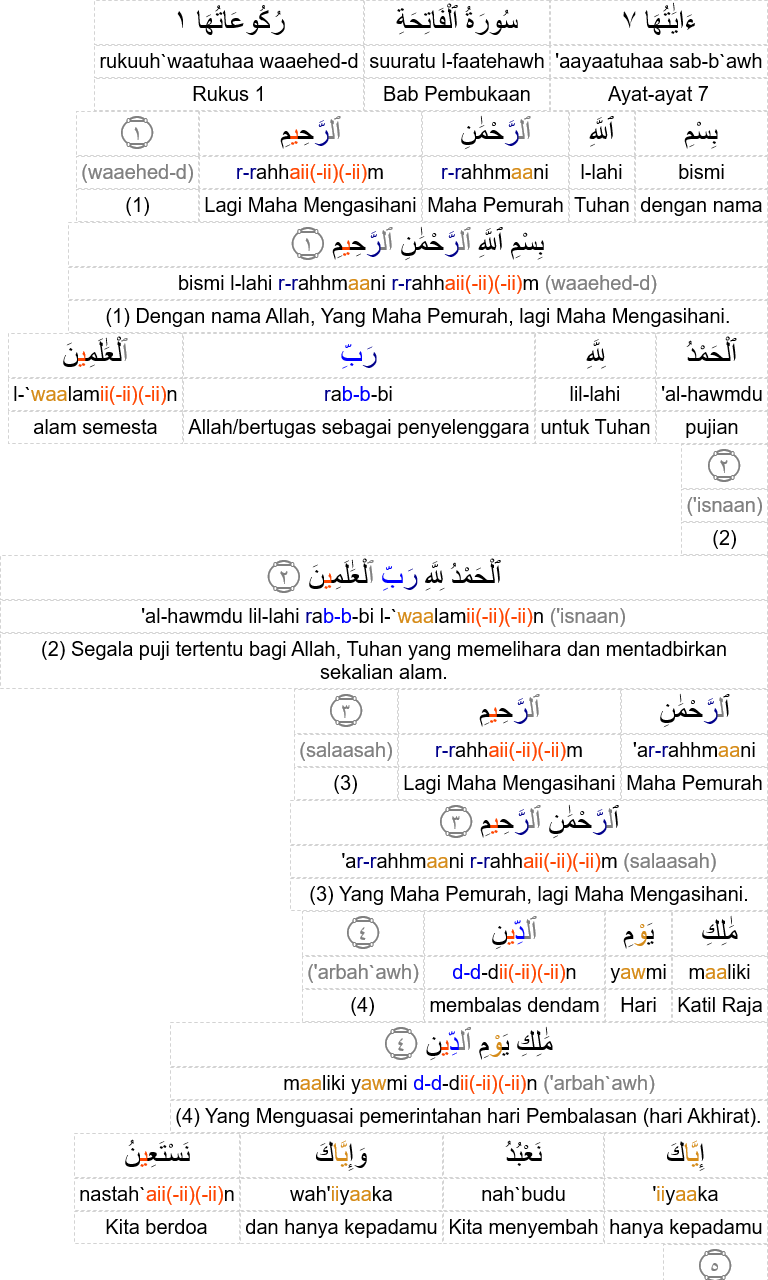 ءَايَٰتُهَا ٧ سُورَةُ ٱلْفَاتِحَةِ رُكُوعَاتُهَا ١
'aayaatuhaa sab-b`awh suuratu l-faatehawh rukuuh`waatuhaa waaehed-d
Ayat-ayat 7 Bab Pembukaan Rukus 1
بِسْمِ ٱللَّهِ ٱلرَّحْمَٰنِ ٱلرَّحِيمِ ١
bismi l-lahi r-rahhmaani r-rahhaii(-ii)(-ii)m (waaehed-d)
dengan nama Tuhan Maha Pemurah Lagi Maha Mengasihani (1)
بِسْمِ ٱللَّهِ ٱلرَّحْمَٰنِ ٱلرَّحِيمِ ١
bismi l-lahi r-rahhmaani r-rahhaii(-ii)(-ii)m (waaehed-d)
(1) Dengan nama Allah, Yang Maha Pemurah, lagi Maha Mengasihani.
ٱلْحَمْدُ لِلَّهِ رَبِّ ٱلْعَٰلَمِينَ
'al-hawmdu lil-lahi rab-b-bi l-`waalamii(-ii)(-ii)n
pujian untuk Tuhan Allah/bertugas sebagai penyelenggara alam semesta
٢
('isnaan)
(2)
ٱلْحَمْدُ لِلَّهِ رَبِّ ٱلْعَٰلَمِينَ ٢
'al-hawmdu lil-lahi rab-b-bi l-`waalamii(-ii)(-ii)n ('isnaan)
(2) Segala puji tertentu bagi Allah, Tuhan yang memelihara dan mentadbirkan
sekalian alam.
ٱلرَّحْمَٰنِ ٱلرَّحِيمِ ٣
'ar-rahhmaani r-rahhaii(-ii)(-ii)m (salaasah)
Maha Pemurah Lagi Maha Mengasihani (3)
ٱلرَّحْمَٰنِ ٱلرَّحِيمِ ٣
'ar-rahhmaani r-rahhaii(-ii)(-ii)m (salaasah)
(3) Yang Maha Pemurah, lagi Maha Mengasihani.
مَٰلِكِ يَوْمِ ٱلدِّينِ ٤
maaliki yawmi d-d-dii(-ii)(-ii)n ('arbah`awh)
Katil Raja Hari membalas dendam (4)
مَٰلِكِ يَوْمِ ٱلدِّينِ ٤
maaliki yawmi d-d-dii(-ii)(-ii)n ('arbah`awh)
(4) Yang Menguasai pemerintahan hari Pembalasan (hari Akhirat).
إِيَّاكَ نَعْبُدُ وَإِيَّاكَ نَسْتَعِينُ
'iiyaaka nah`budu wah'iiyaaka nastah`aii(-ii)(-ii)n
hanya kepadamu Kita menyembah dan hanya kepadamu Kita berdoa
٥